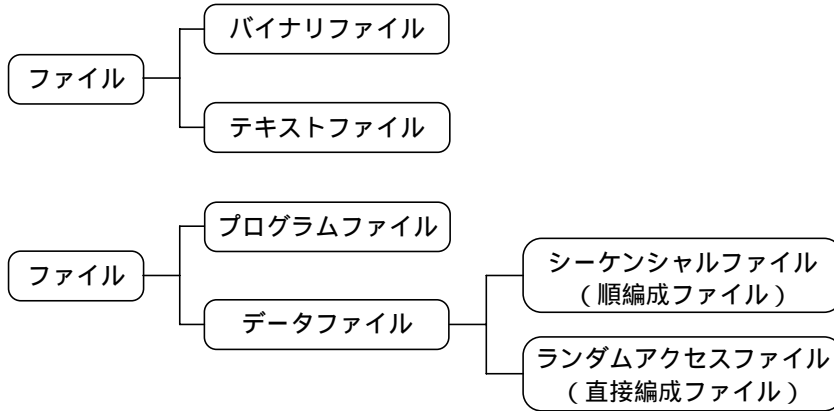 バイナリファイル
ファイル
テキストファイル
プログラムファイル
ファイル
データファイル
シーケンシャルファイル
(順編成ファイル)
ランダムアクセスファイル
(直接編成ファイル)